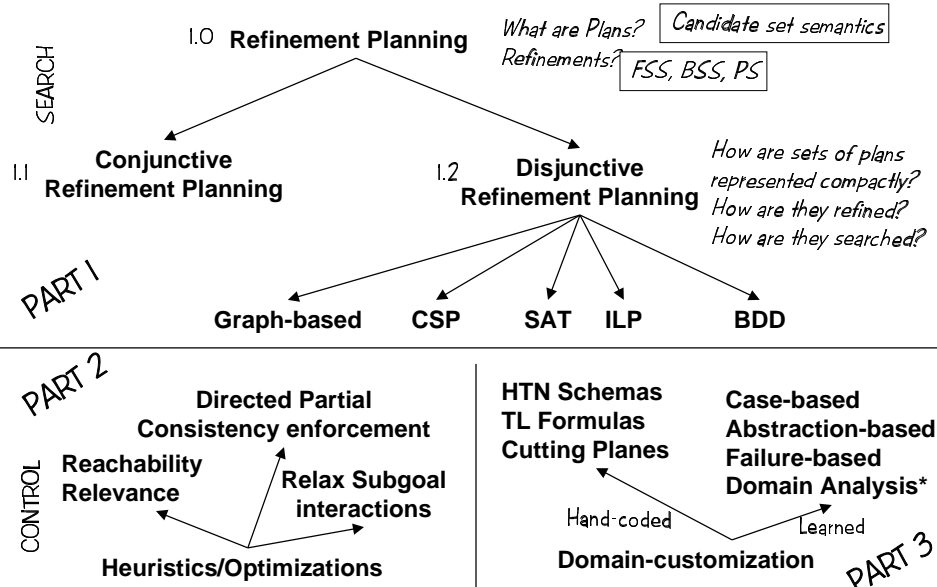 1.0 Refinement Planning
What are Plans?
Candidate set semantics
Refinements?
FSS, BSS, PS
SEARCH
1.1
Conjunctive
Refinement Planning
1.2
Disjunctive
Refinement Planning
How are sets of plans
represented compactly?
How are they refined?
How are they searched?
PART 1
Graph-based
CSP
SAT
ILP
BDD
PART 2
CONTROL
Directed Partial
Consistency enforcement
Reachability
Relevance
Relax Subgoal
interactions
Heuristics/Optimizations
HTN Schemas
TL Formulas
Cutting Planes
Case-based
Abstraction-based
Failure-based
Domain Analysis*
Hand-coded
Learned
Domain-customization
PART 3